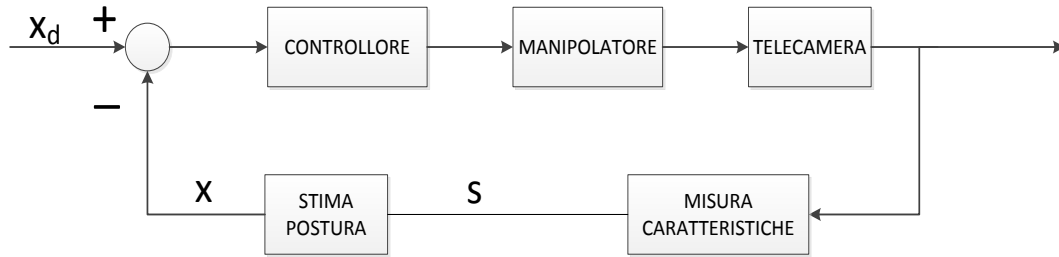 x_d + CONTROLLORE MANIPOLATORE TELECAMERA
−
x STIMA POSTURA s MISURA CARATTERISTICHE